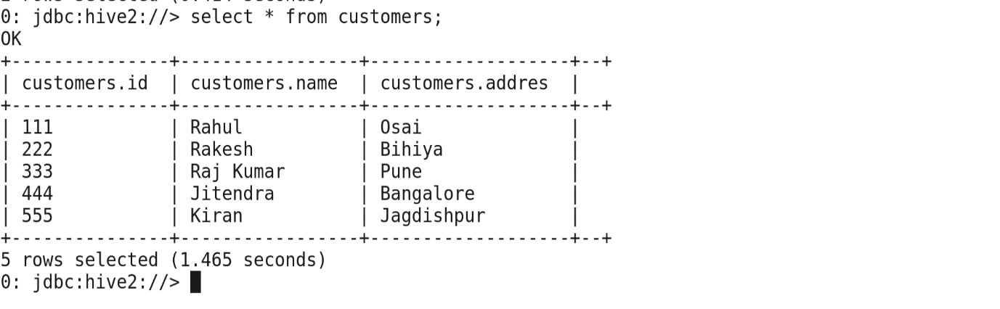 0: jdbc:hive2://> select * from customers;
OK
+---------------+-----------------+-------------------+--+
| customers.id  | customers.name  | customers.addres  |
+---------------+-----------------+-------------------+--+
| 111           | Rahul           | Osai              |
| 222           | Rakesh          | Bihiya            |
| 333           | Raj Kumar       | Pune              |
| 444           | Jitendra        | Bangalore         |
| 555           | Kiran           | Jagdishpur        |
+---------------+-----------------+-------------------+--+
5 rows selected (1.465 seconds)
0: jdbc:hive2://>